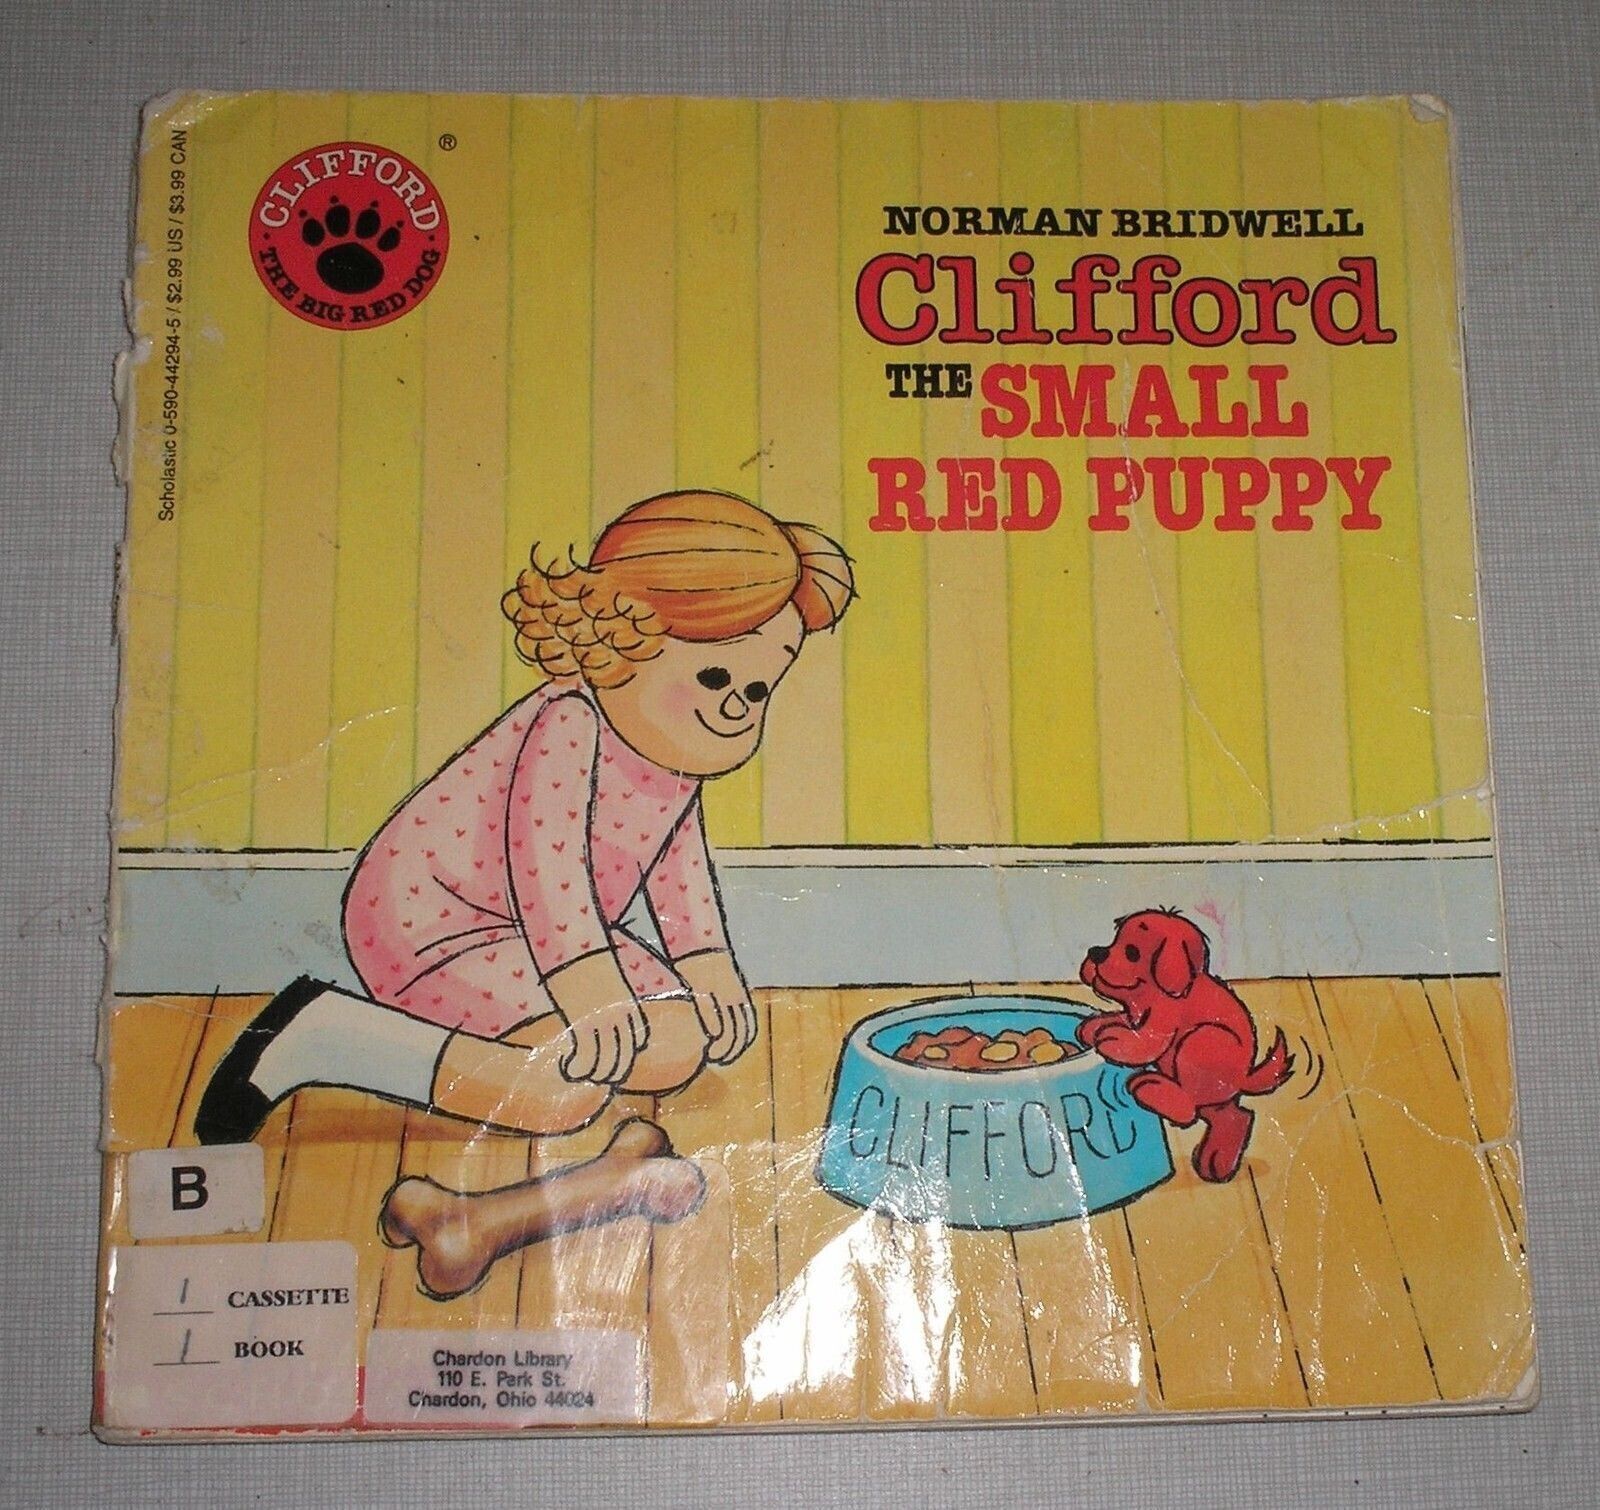 Scholastic 0-590-44294-5 / $2.99 US / $3.99 CAN
CLIFFORD
THE BIG RED DOG
®
NORMAN BRIDWELL
Clifford
THE SMALL
RED PUPPY
CLIFFORD
B
1 CASSETTE
1 BOOK
Chardon Library
110 E. Park St.
Chardon, Ohio 44024